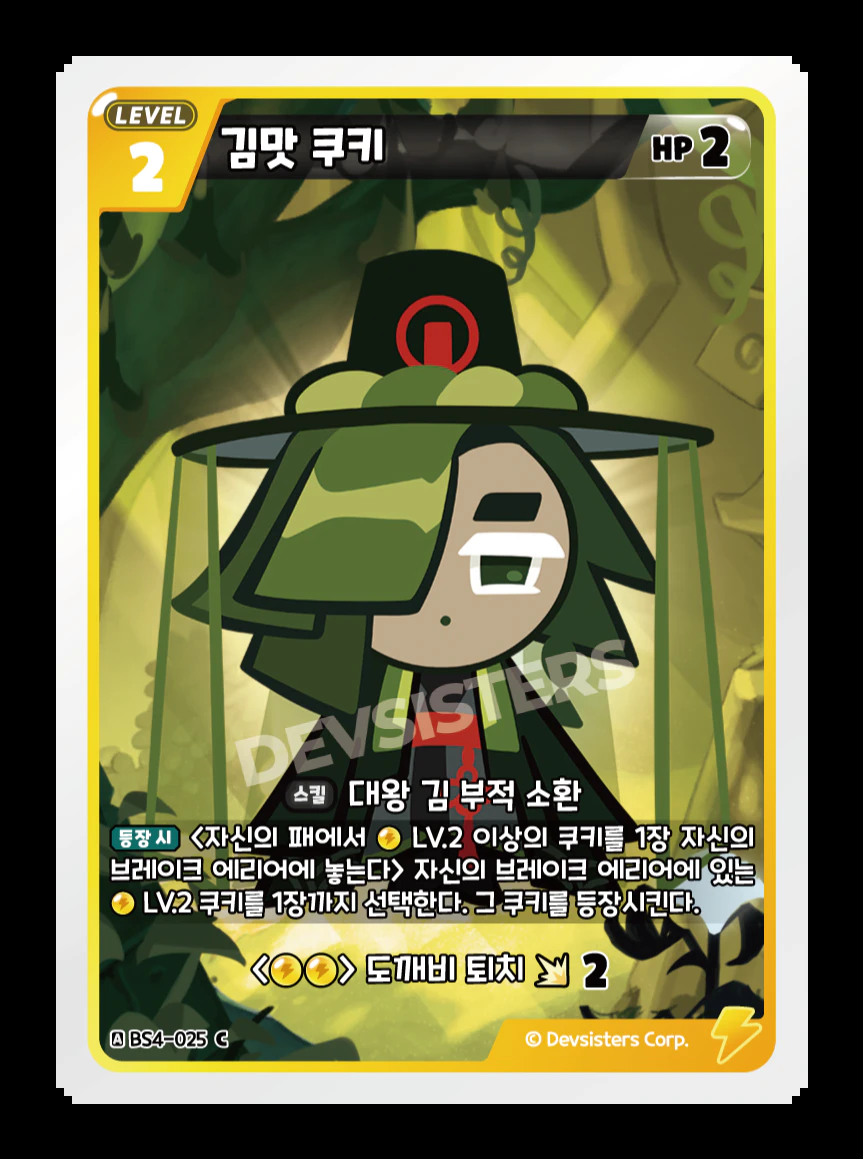 LEVEL
2
김맛 쿠키
HP 2
DEVSISTERS
스킬 대왕 김 부적 소환
등장 시 <자신의 패에서 LV.2 이상의 쿠키를 1장 자신의
브레이크 에리어에 놓는다> 자신의 브레이크 에리어에 있는
LV.2 쿠키를 1장까지 선택한다. 그 쿠키를 등장시킨다.
< > 도깨비 퇴치 2
A BS4-025 C
© Devsisters Corp.